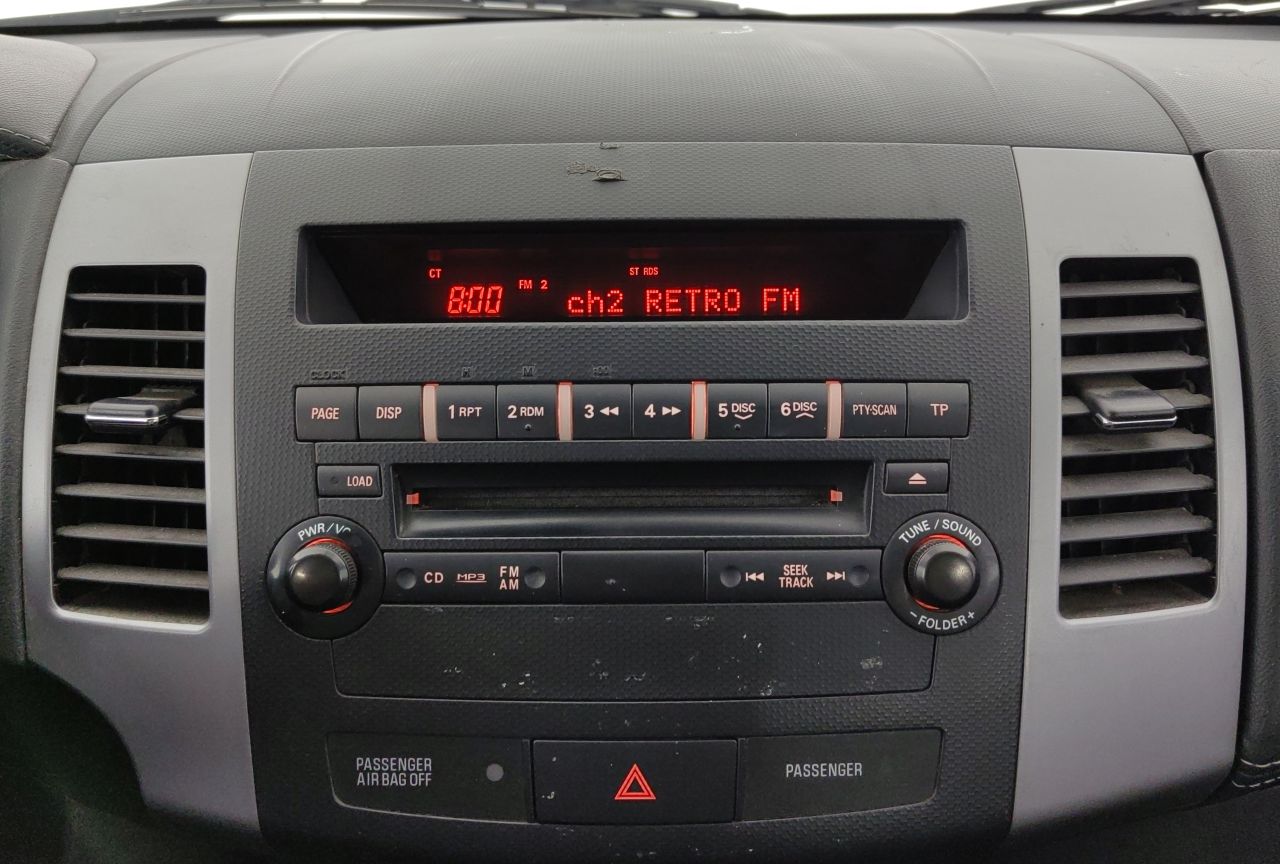 CT
ST RDS
FM 2
8:00
ch2 RETRO FM
CLOCK
H
M
PAGE
DISP
1 RPT
2 RDM
3
4
5 DISC
6 DISC
PTY-SCAN
TP
LOAD
PWR/
TUNE / SOUND
CD
MP3
FM
AM
SEEK
TRACK
- FOLDER +
PASSENGER
AIR BAG OFF
PASSENGER